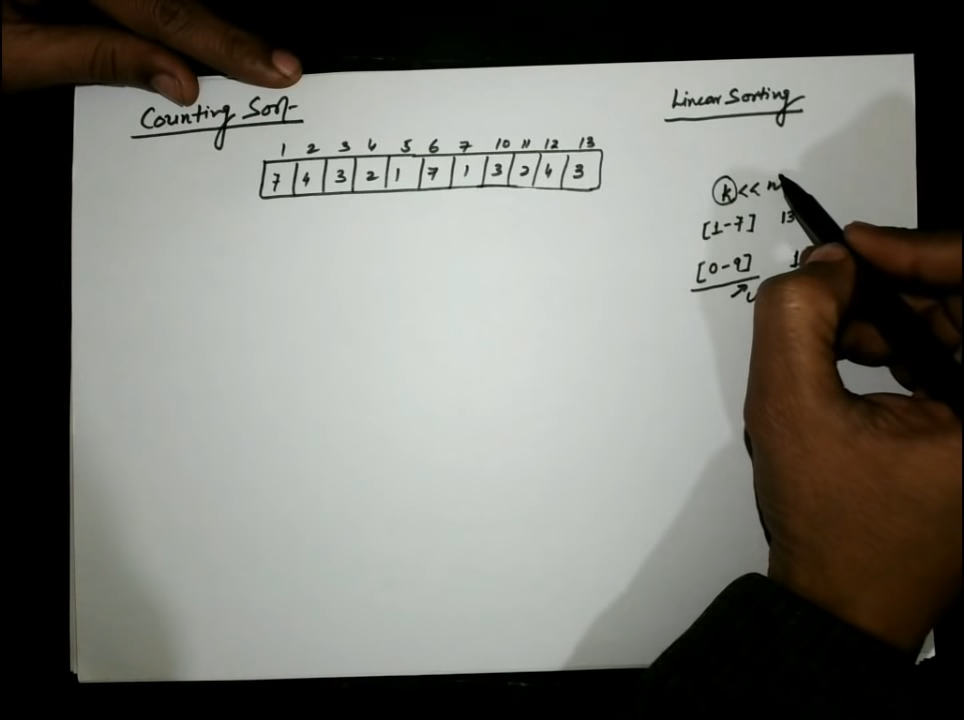 Counting Sort
Linear Sorting
1 2 3 4 5 6 7 10 11 12 13
7 4 3 2 1 7 1 3 2 4 3
k << n
[1-7] 13
[0-9] 1